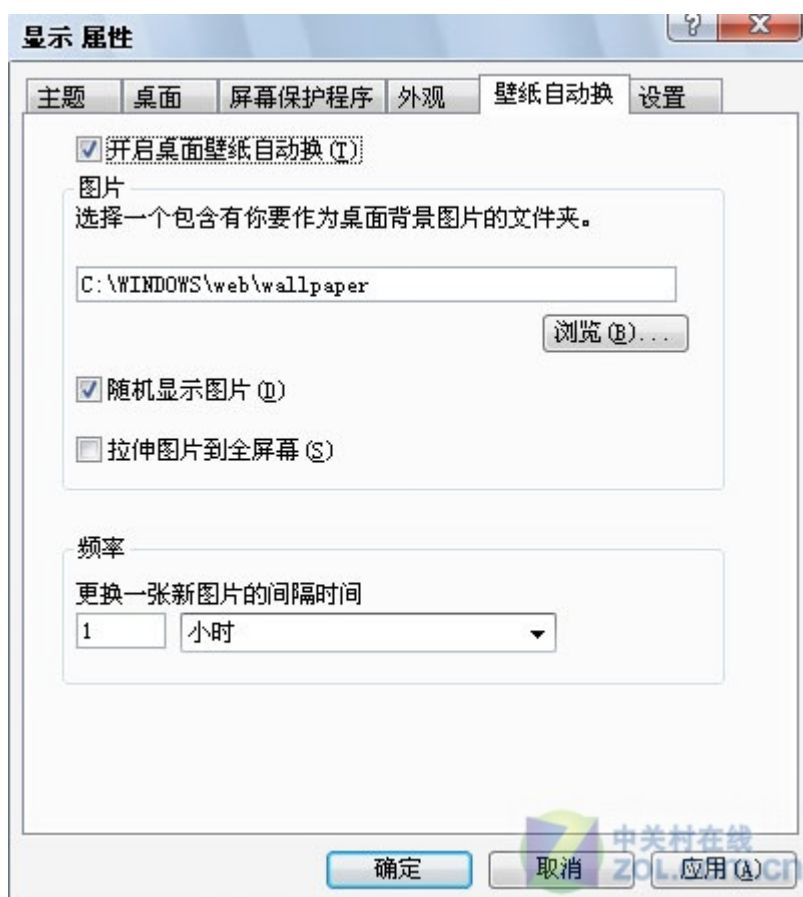 显示 属性
主题 桌面 屏幕保护程序 外观 壁纸自动换 设置
开启桌面壁纸自动换(T)
图片
选择一个包含有你要作为桌面背景图片的文件夹。
C:\WINDOWS\web\wallpaper
浏览(B)...
随机显示图片(D)
拉伸图片到全屏幕(S)
频率
更换一张新图片的间隔时间
1 小时
中关村在线
确定 取消 应用(A)